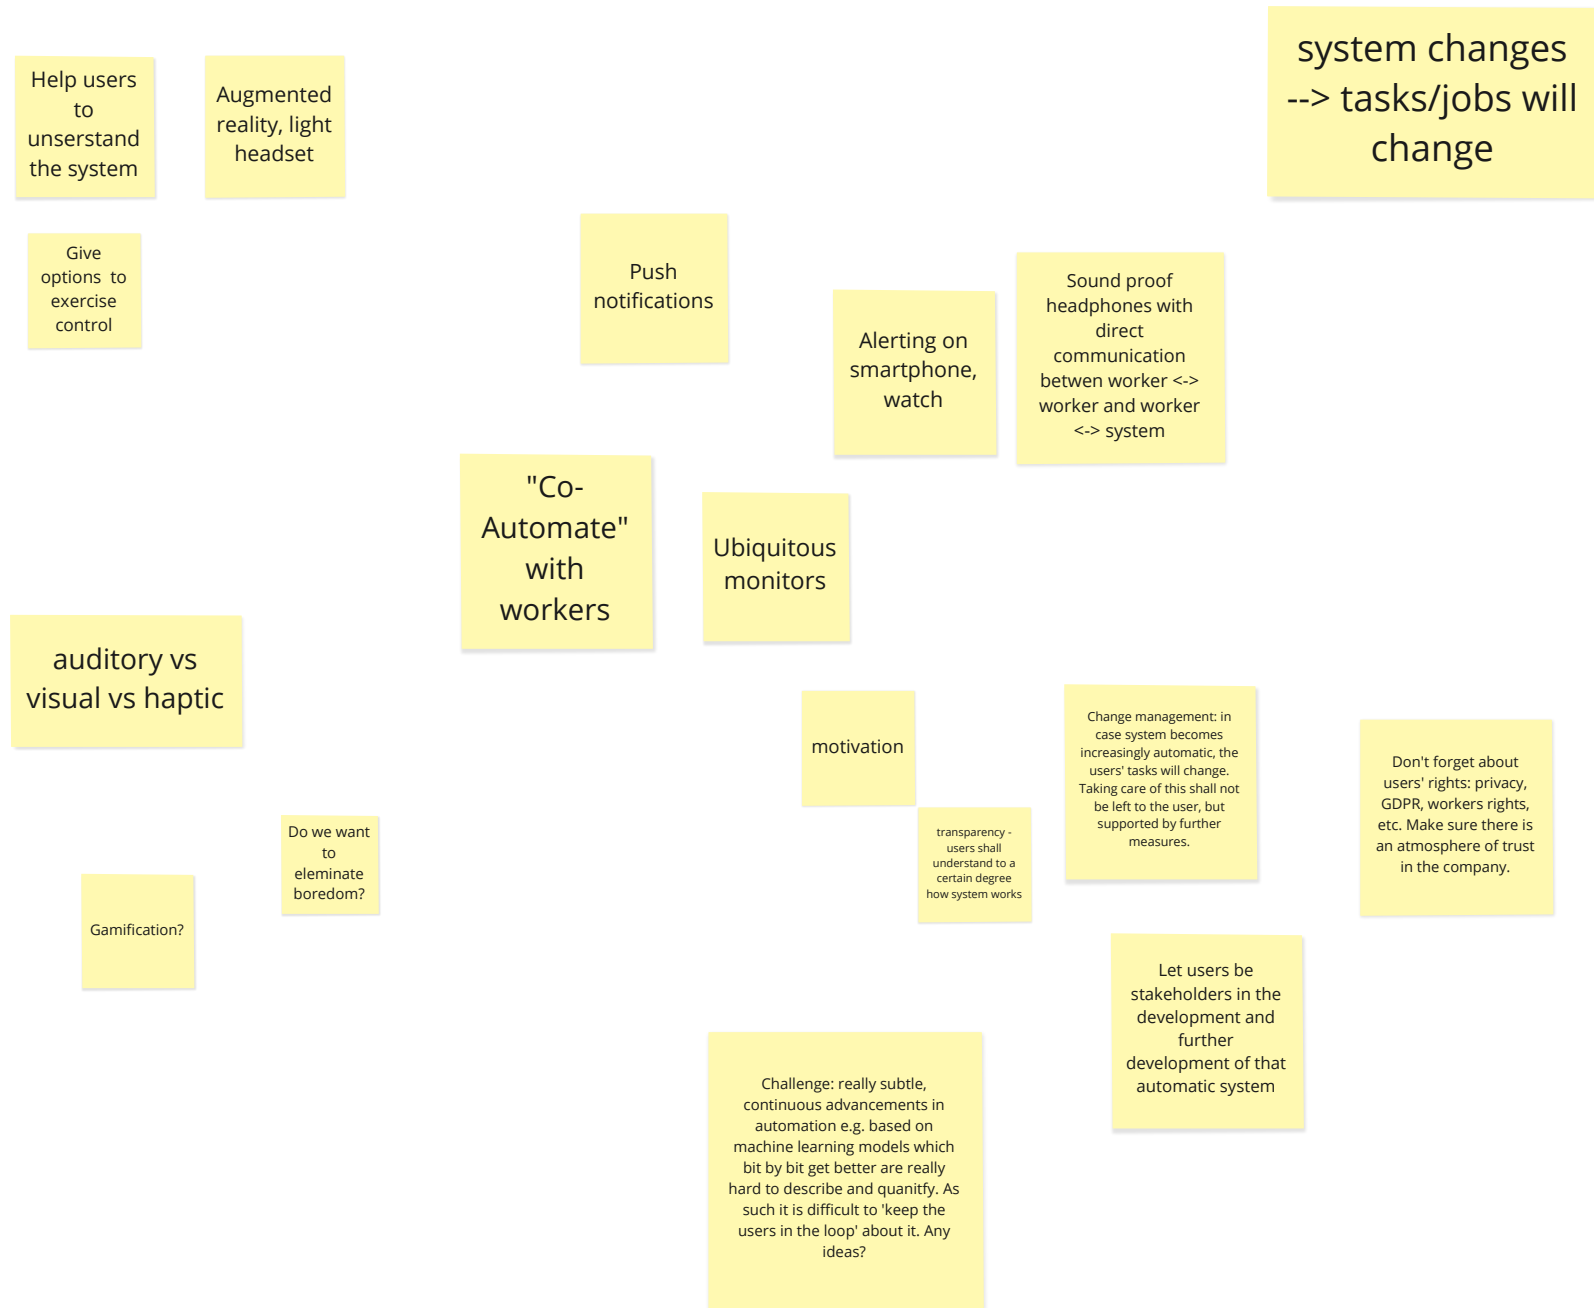 Help users
to
unserstand
the system
Augmented
reality, light
headset
system changes
--> tasks/jobs will
change
Give
options to
exercise
control
Push
notifications
Alerting on
smartphone,
watch
Sound proof
headphones with
direct
communication
betwen worker <->
worker and worker
<-> system
"Co-
Automate"
with
workers
Ubiquitous
monitors
auditory vs
visual vs haptic
motivation
Change management: in
case system becomes
increasingly automatic, the
users' tasks will change.
Taking care of this shall not
be left to the user, but
supported by further
measures.
Don't forget about
users' rights: privacy,
GDPR, workers rights,
etc. Make sure there is
an atmosphere of trust
in the company.
transparency -
users shall
understand to a
certain degree
how system works
Do we want
to
eleminate
boredom?
Gamification?
Let users be
stakeholders in the
development and
further
development of that
automatic system
Challenge: really subtle,
continuous advancements in
automation e.g. based on
machine learning models which
bit by bit get better are really
hard to describe and quanitfy. As
such it is difficult to 'keep the
users in the loop' about it. Any
ideas?